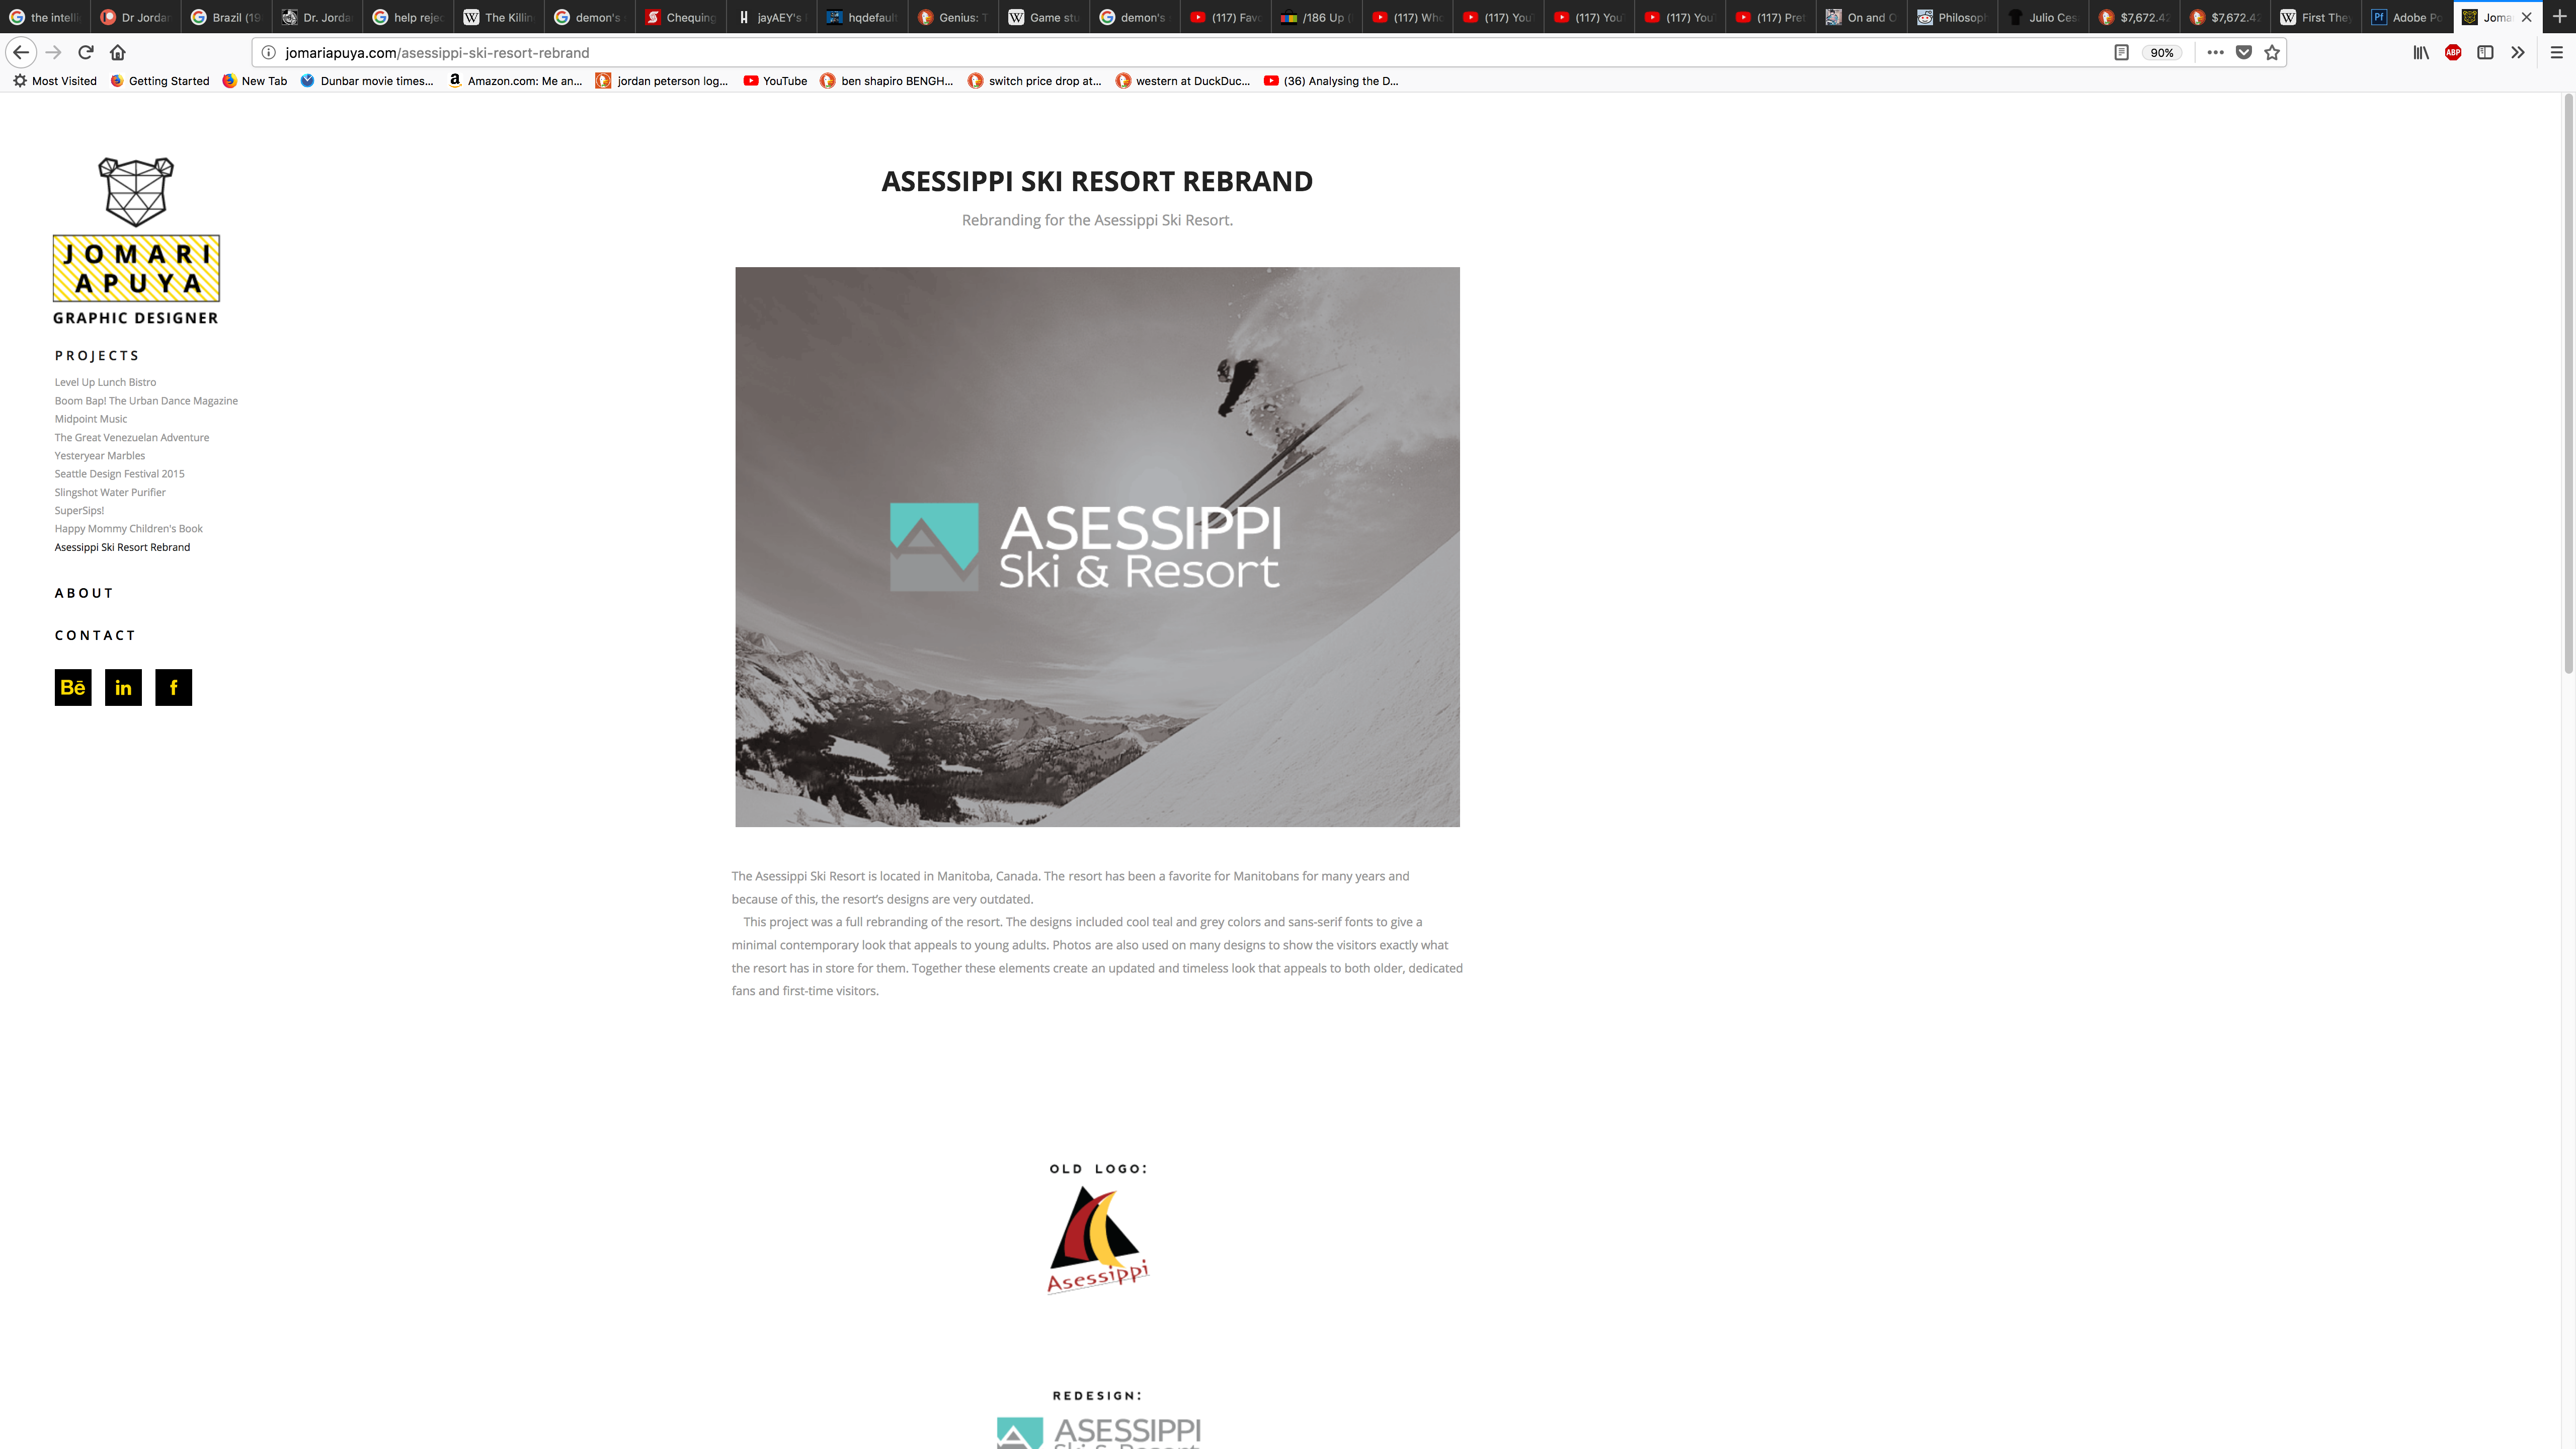 the intelli
Dr Jordan
Brazil (19
Dr. Jorda
help rejec
The Killin
demon's
Chequing
jayAEY's
hqdefault
Genius: T
Game stu
demon's
(117) Favo
/186 Up (
(117) Who
(117) You
(117) You
(117) You
(117) Pret
On and O
Philosoph
Julio Ces
$7,672.42
$7,672.42
First They
Adobe Po
Joma
jomariapuya.com/asessippi-ski-resort-rebrand
90%
ABP
Most Visited
Getting Started
New Tab
Dunbar movie times...
Amazon.com: Me an...
jordan peterson log...
YouTube
ben shapiro BENGH...
switch price drop at...
western at DuckDuc...
(36) Analysing the D...
JOMARI
APUYA
GRAPHIC DESIGNER
PROJECTS
Level Up Lunch Bistro
Boom Bap! The Urban Dance Magazine
Midpoint Music
The Great Venezuelan Adventure
Yesteryear Marbles
Seattle Design Festival 2015
Slingshot Water Purifier
SuperSips!
Happy Mommy Children's Book
Asessippi Ski Resort Rebrand
ABOUT
CONTACT
Bē in f
ASESSIPPI SKI RESORT REBRAND
Rebranding for the Asessippi Ski Resort.
ASESSIPPI
Ski & Resort
The Asessippi Ski Resort is located in Manitoba, Canada. The resort has been a favorite for Manitobans for many years and
because of this, the resort's designs are very outdated.
This project was a full rebranding of the resort. The designs included cool teal and grey colors and sans-serif fonts to give a
minimal contemporary look that appeals to young adults. Photos are also used on many designs to show the visitors exactly what
the resort has in store for them. Together these elements create an updated and timeless look that appeals to both older, dedicated
fans and first-time visitors.
OLD LOGO:
Asessippi
REDESIGN:
ASESSIPPI
Ski & Resort